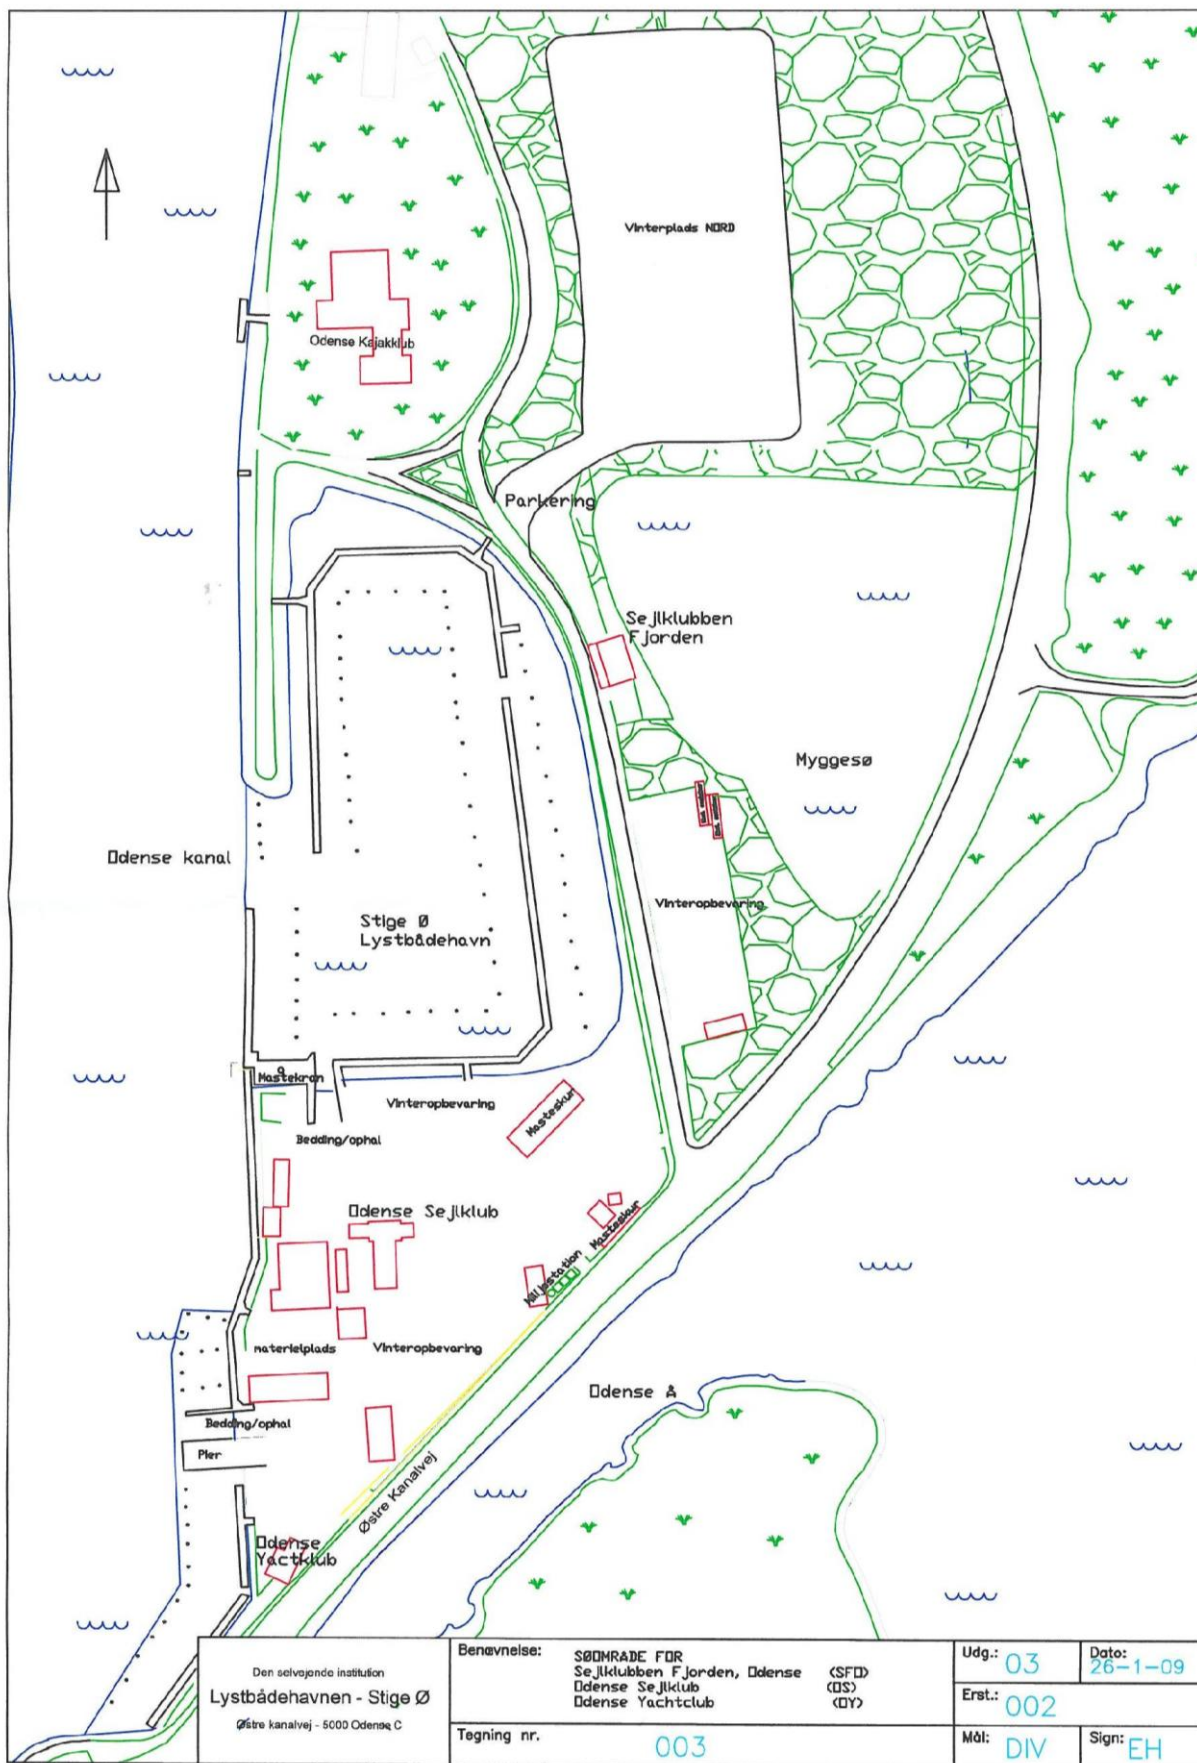 Vinterplads NORD
Odense Kajakklub
Parkering
Sejlklubben
Fjorden
Myggesø
Odense kanal
Vinteropbevaring
Stige Ø
Lystbådehavn
Mastekran
Vinteropbevaring
Masteskur
Bedding/ophal
Odense Sejlklub
Masteskur
Miljøstation
materielplads
Vinteropbevaring
Odense Å
Bedding/ophal
Pier
Østre Kanalvej
Odense
Yactklub
Den selvejende institution
Lystbådehavnen - Stige Ø
Østre kanalvej - 5000 Odense C
Benævnelse:
SØOMRADE FOR
Sejlklubben Fjorden, Odense (SFO)
Odense Sejlklub (OS)
Odense Yachtclub (OY)
Tegning nr. 003
Udg.: 03
Dato: 26-1-09
Erst.: 002
Mål: DIV
Sign: EH